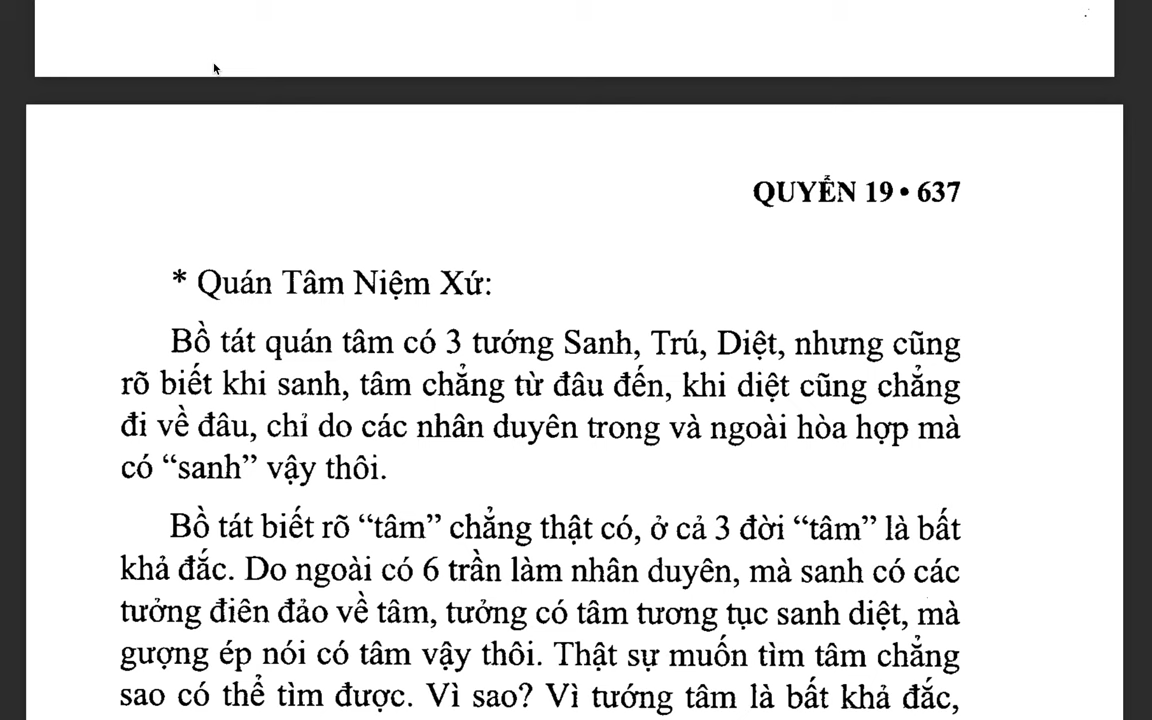 QUYỄN 19 • 637
* Quán Tâm Niệm Xứ:
Bồ tát quán tâm có 3 tướng Sanh, Trú, Diệt, nhưng cũng
rõ biết khi sanh, tâm chẳng từ đâu đến, khi diệt cũng chẳng
đi về đâu, chỉ do các nhân duyên trong và ngoài hòa hợp mà
có “sanh” vậy thôi.
Bồ tát biết rõ “tâm” chẳng thật có, ở cả 3 đời “tâm” là bất
khả đắc. Do ngoài có 6 trần làm nhân duyên, mà sanh có các
tưởng điên đảo về tâm, tưởng có tâm tương tục sanh diệt, mà
gượng ép nói có tâm vậy thôi. Thật sự muốn tìm tâm chẳng
sao có thể tìm được. Vì sao? Vì tướng tâm là bất khả đắc,